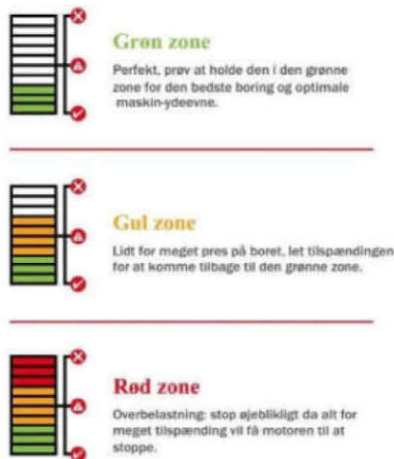 Grøn zone
Perfekt, prøv at holde den i den grønne
zone for den bedste boring og optimale
maskin-ydeevne.
Gul zone
Lidt for meget pres på boret, let tilspændingen
for at komme tilbage til den grønne zone.
Rød zone
Overbelastning: stop øjeblikligt da alt for
meget tilspænding vil få motoren til at
stoppe.